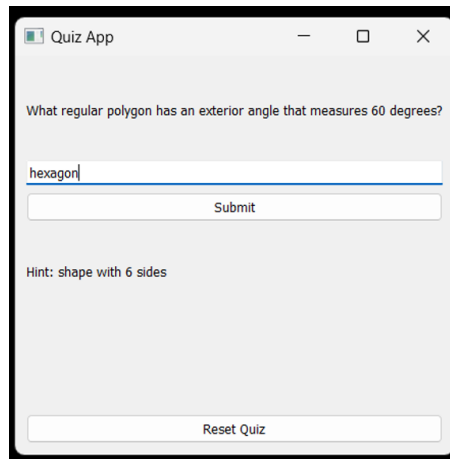 Quiz App
What regular polygon has an exterior angle that measures 60 degrees?
hexagon
Submit
Hint: shape with 6 sides
Reset Quiz